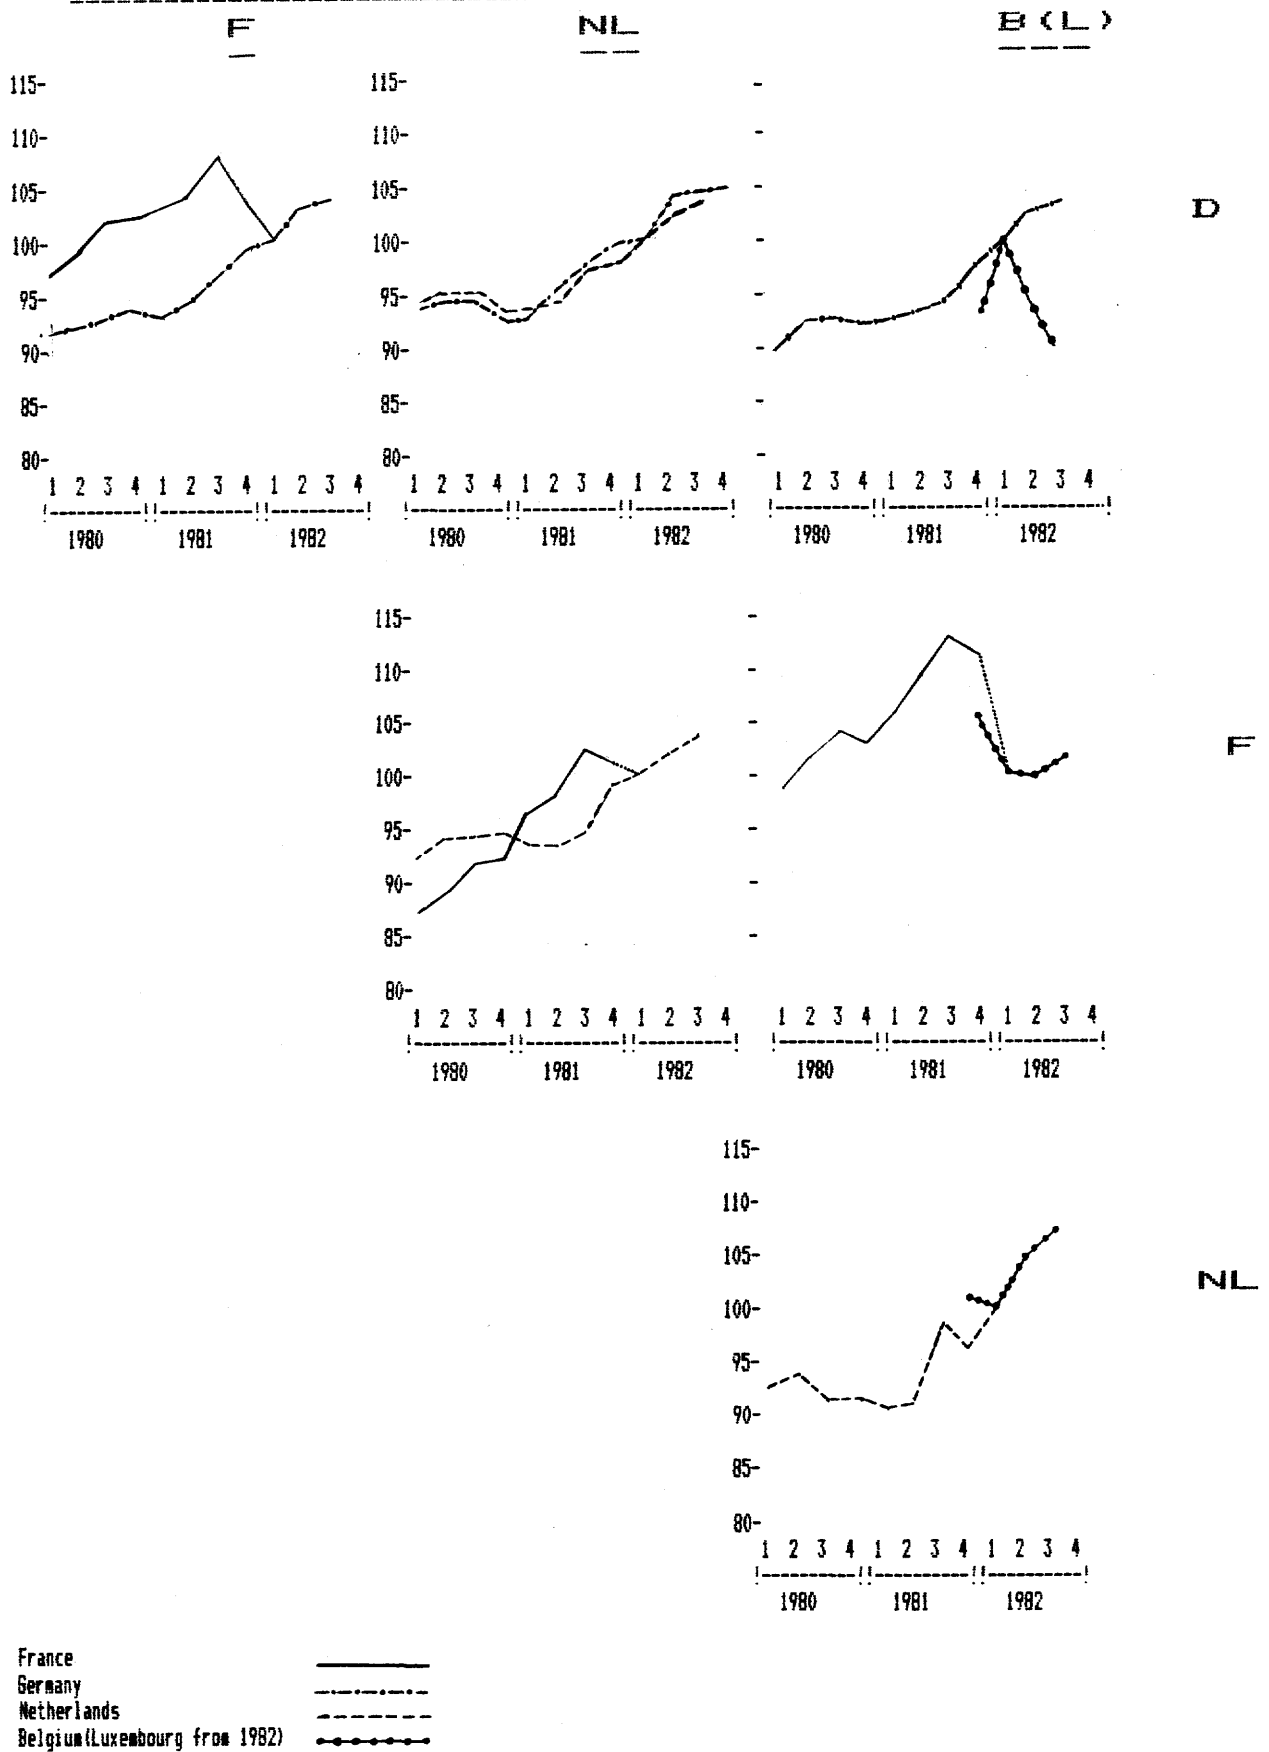 F NL B (L)
115- 115-
110- 110-
105- 105-
D
100- 100-
95- 95-
90- 90-
85- 85-
80- 80-
1 2 3 4 1 2 3 4 1 2 3 4 1 2 3 4 1 2 3 4 1 2 3 4 1 2 3 4 1 2 3 4 1 2 3 4
1980 1981 1982 1980 1981 1982 1980 1981 1982
115-
110-
105-
F
100-
95-
90-
85-
80-
1 2 3 4 1 2 3 4 1 2 3 4 1 2 3 4 1 2 3 4 1 2 3 4
1980 1981 1982 1980 1981 1982
115-
110-
105-
NL
100-
95-
90-
85-
80-
1 2 3 4 1 2 3 4 1 2 3 4
1980 1981 1982
France
Germany
Netherlands
Belgium(Luxembourg from 1982)